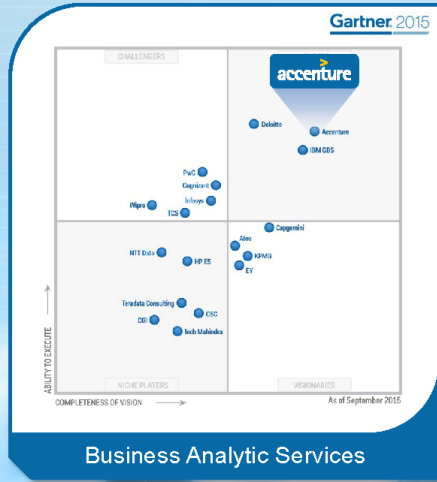 Gartner. 2015
CHALLENGERS
accenture
Deloitte
Accenture
IBM GBS
PwC
Cognizant
Infosys
Wipro
TCS
Capgemini
Atos
NTT Data
KPMG
HP ES
EY
Teradata Consulting
CSC
CGI
Tech Mahindra
ABILITY TO EXECUTE
NICHE PLAYERS
VISIONARIES
COMPLETENESS OF VISION
As of September 2015
Business Analytic Services